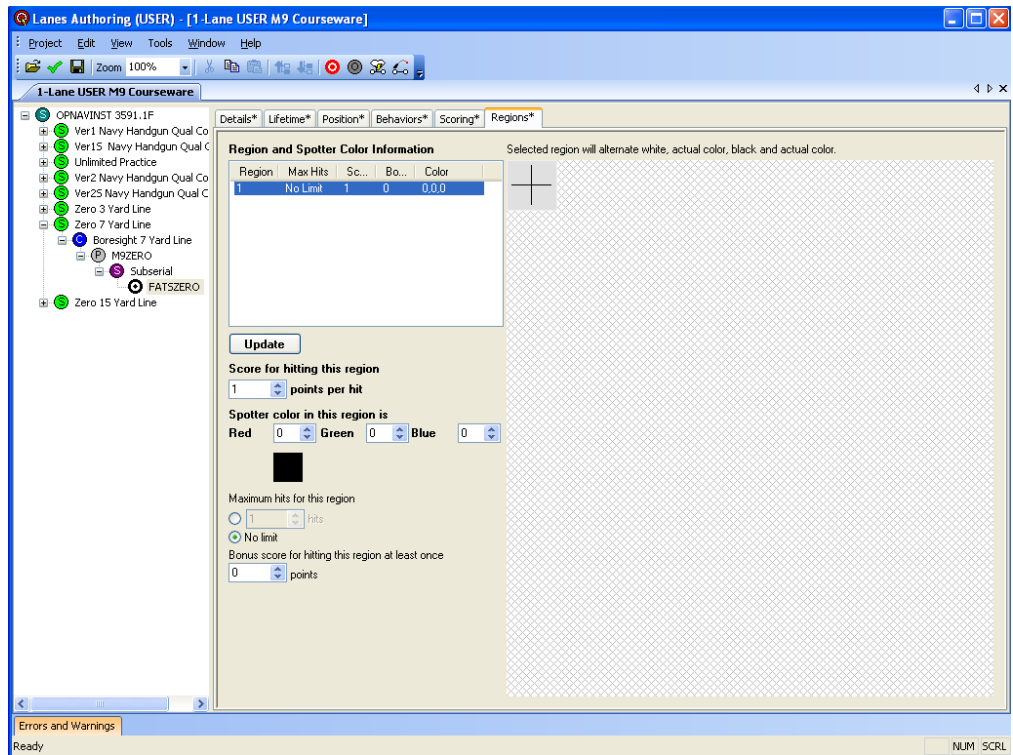 Lanes Authoring (USER) - [1-Lane USER M9 Courseware]
Project Edit View Tools Window Help
Zoom 100%
1-Lane USER M9 Courseware
OPNAVINST 3591.1F
Ver1 Navy Handgun Qual Co
Ver1S Navy Handgun Qual C
Unlimited Practice
Ver2 Navy Handgun Qual Co
Ver2S Navy Handgun Qual C
Zero 3 Yard Line
Zero 7 Yard Line
Boresight 7 Yard Line
M9ZERO
Subserial
FATSZERO
Zero 15 Yard Line
Details* Lifetime* Position* Behaviors* Scoring* Regions*
Region and Spotter Color Information
Region Max Hits Sc... Bo... Color
1 No Limit 1 0 0,0,0
Update
Score for hitting this region
1 points per hit
Spotter color in this region is
Red 0 Green 0 Blue 0
Maximum hits for this region
1 hits
No limit
Bonus score for hitting this region at least once
0 points
Selected region will alternate white, actual color, black and actual color.
Errors and Warnings
Ready NUM SCRL